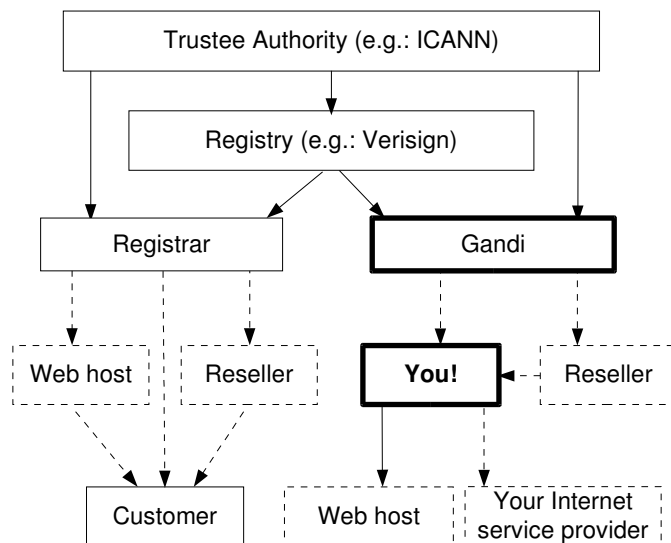 Trustee Authority (e.g.: ICANN)
Registry (e.g.: Verisign)
Registrar
Gandi
Web host
Reseller
You!
Reseller
Customer
Web host
Your Internet
service provider